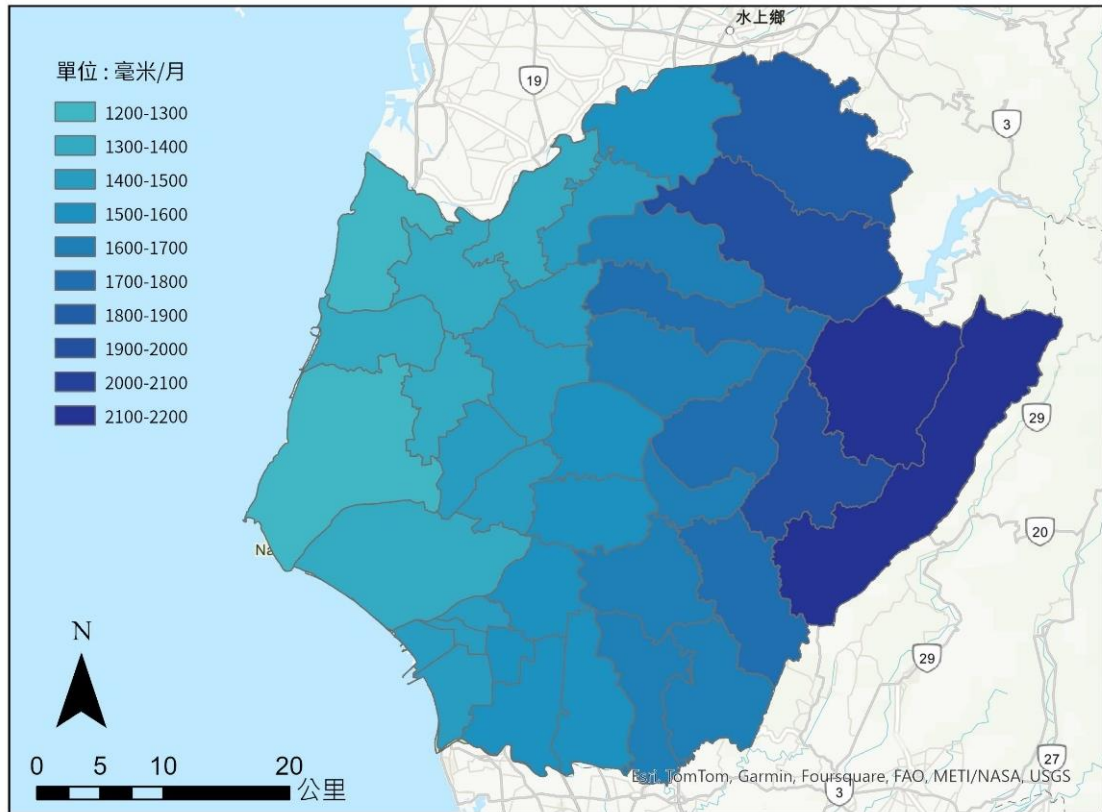 水上鄉
單位 : 毫米/月
1200-1300
1300-1400
1400-1500
1500-1600
1600-1700
1700-1800
1800-1900
1900-2000
2000-2100
2100-2200
19
3
29
20
Na
29
27
3
N
0 5 10 20
公里
Esri, TomTom, Garmin, Foursquare, FAO, METI/NASA, USGS